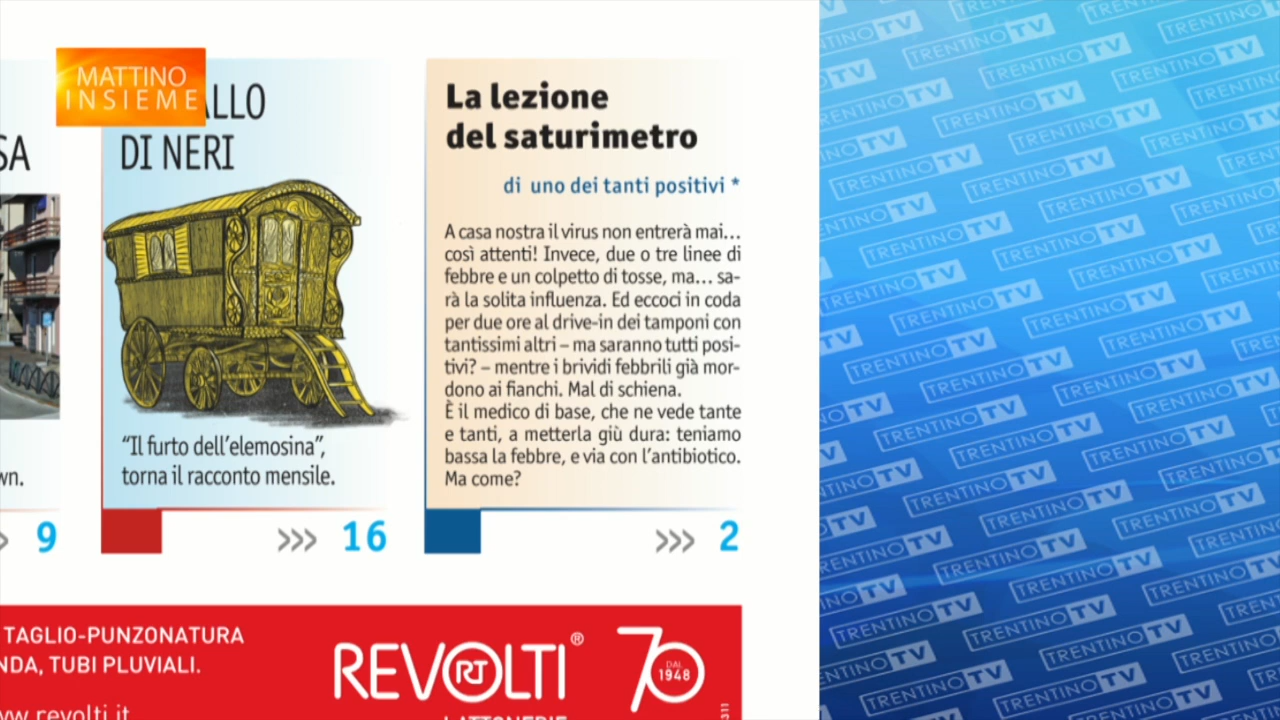 MATTINO
INSIEME
ALLO
DI NERI
SA
"Il furto dell'elemosina",
torna il racconto mensile.
wn.
9
>>> 16
La lezione
del saturimetro
di uno dei tanti positivi *
A casa nostra il virus non entrerà mai...
così attenti! Invece, due o tre linee di
febbre e un colpetto di tosse, ma... sa-
rà la solita influenza. Ed eccoci in coda
per due ore al drive-in dei tamponi con
tantissimi altri – ma saranno tutti posi-
tivi? – mentre i brividi febbrili già mor-
dono ai fianchi. Mal di schiena.
È il medico di base, che ne vede tante
e tanti, a metterla giù dura: teniamo
bassa la febbre, e via con l'antibiotico.
Ma come?
>>> 2
TAGLIO-PUNZONATURA
NDA, TUBI PLUVIALI.
www.revolti.it
REVOLTI®
RT
LATTONERIE
70
DAL
1948
311
TRENTINO TV